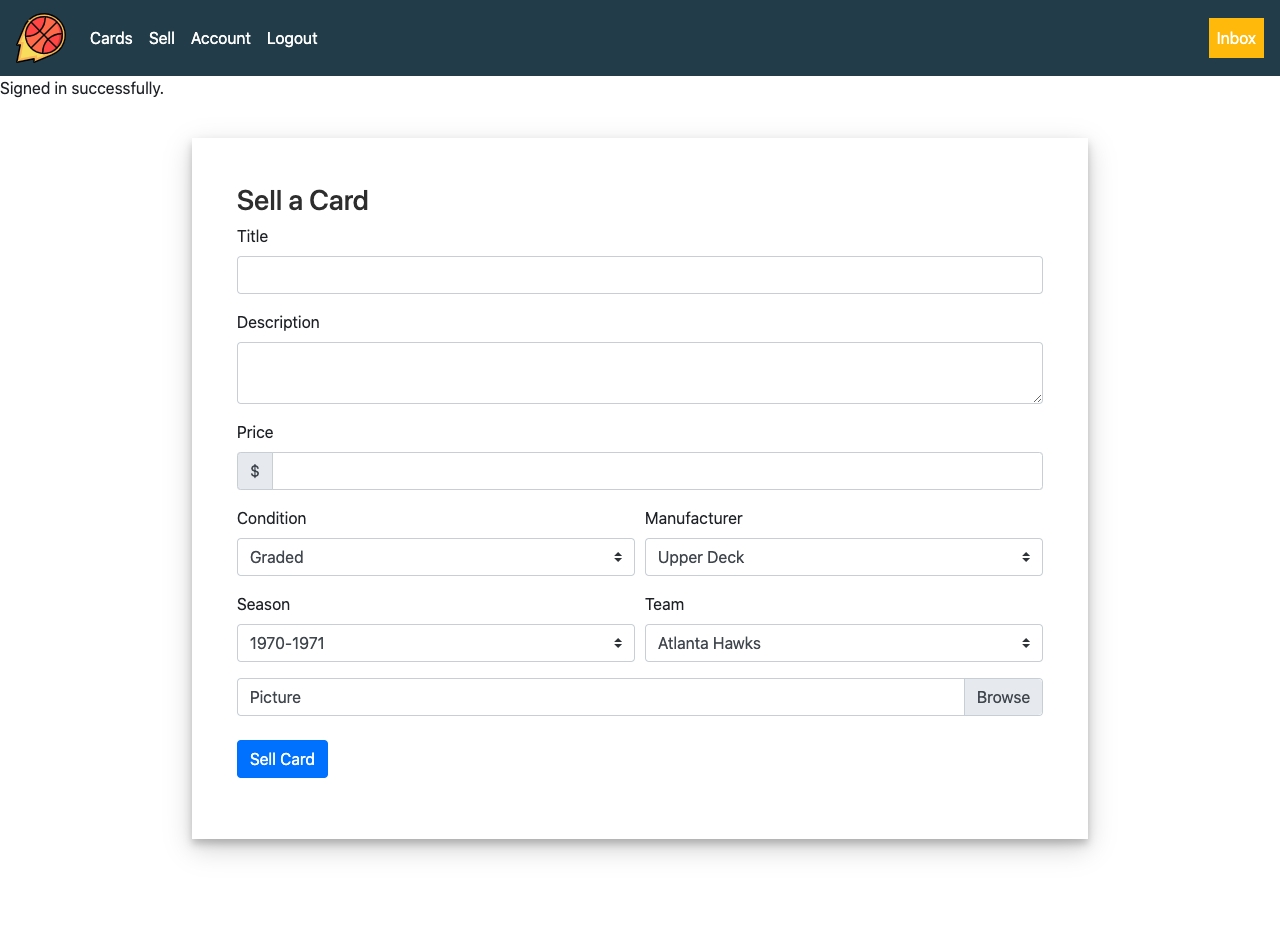 Cards Sell Account Logout Inbox
Signed in successfully.
Sell a Card
Title
Description
Price
$
Condition Manufacturer
Graded Upper Deck
Season Team
1970-1971 Atlanta Hawks
Picture Browse
Sell Card